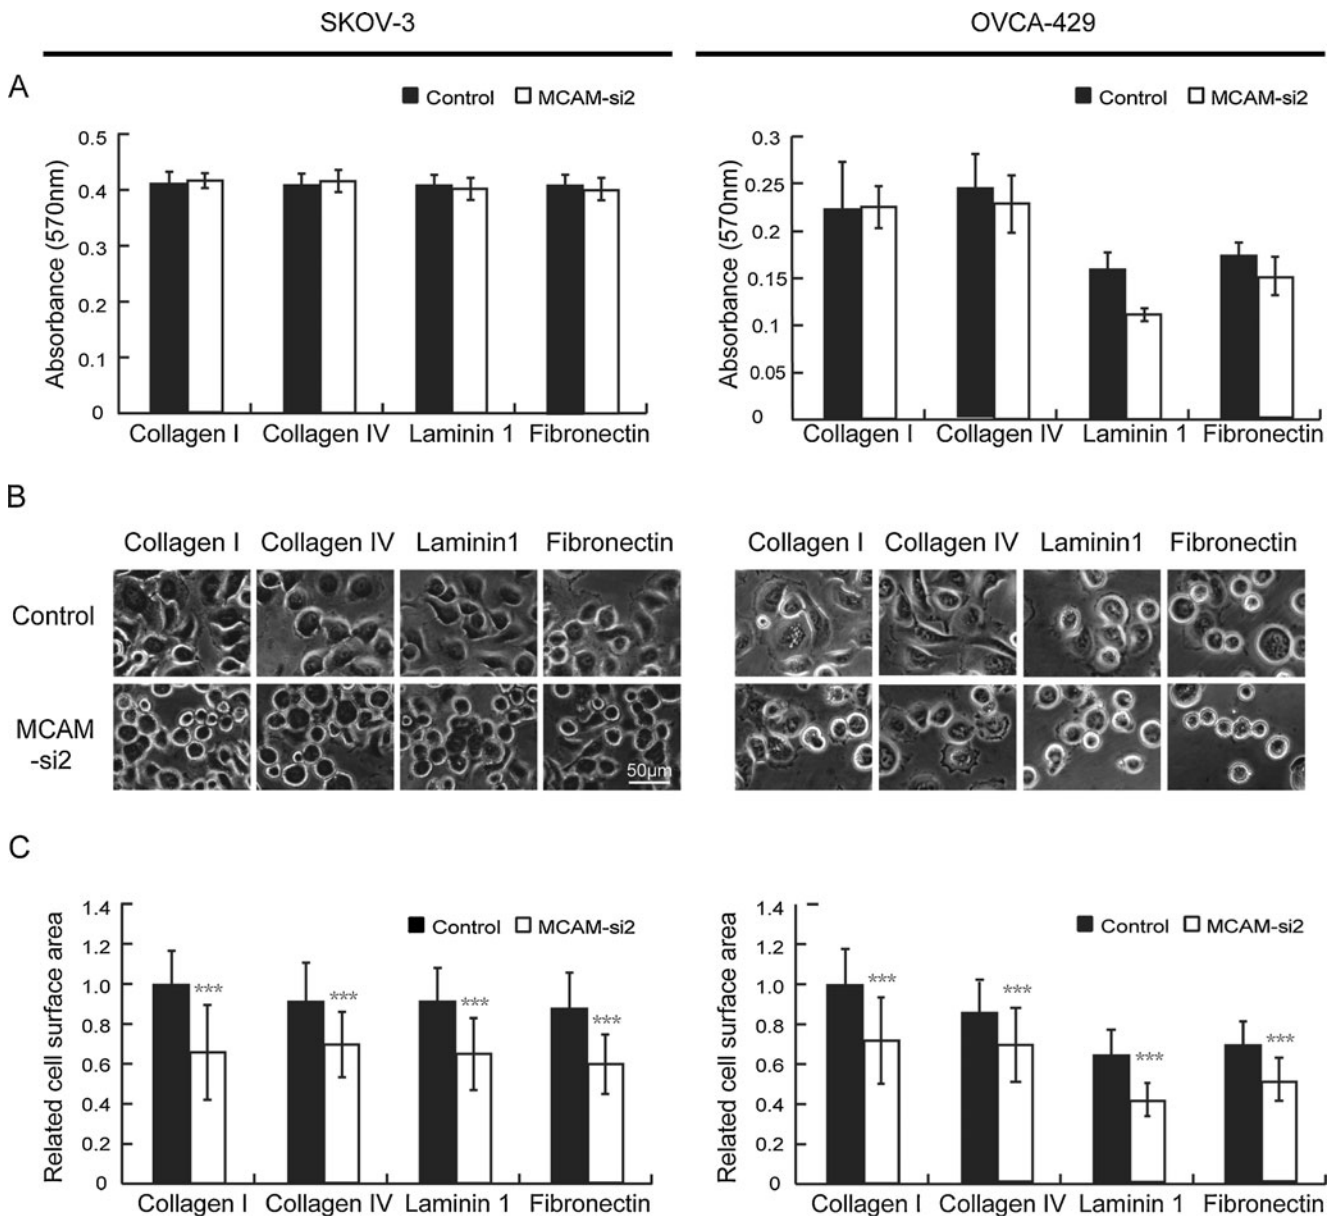 SKOV-3 OVCA-429
A
Control MCAM-si2 Control MCAM-si2
Absorbance (570nm)
0.5
0.4
0.3
0.2
0.1
0
Collagen I Collagen IV Laminin 1 Fibronectin
Absorbance (570nm)
0.3
0.25
0.2
0.15
0.1
0.05
0
Collagen I Collagen IV Laminin 1 Fibronectin
B
Collagen I Collagen IV Laminin1 Fibronectin Collagen I Collagen IV Laminin1 Fibronectin
Control
MCAM
-si2
50µm
C
Related cell surface area
1.4
1.2
1.0
0.8
0.6
0.4
0.2
0
Control MCAM-si2
*** *** *** ***
Collagen I Collagen IV Laminin 1 Fibronectin
Related cell surface area
1.4
1.2
1.0
0.8
0.6
0.4
0.2
0
Control MCAM-si2
*** *** *** ***
Collagen I Collagen IV Laminin 1 Fibronectin